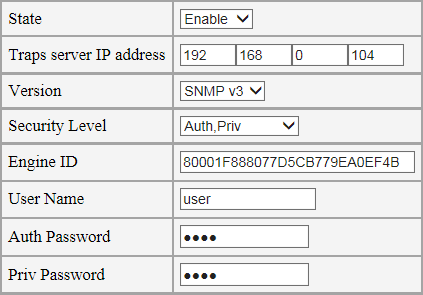 State Enable
Traps server IP address 192 168 0 104
Version SNMP v3
Security Level Auth,Priv
Engine ID 80001F888077D5CB779EA0EF4B
User Name user
Auth Password ●●●●
Priv Password ●●●●